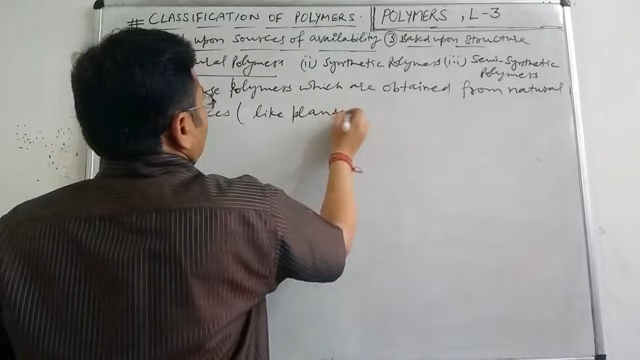 # CLASSIFICATION OF POLYMERS. POLYMERS, L-3
upon Sources of availability ③ Based upon Structure
Polymers (ii) Synthetic Polymers (iii) Semi-Synthetic
Polymers
Polymers which are obtained from natural
( like plans